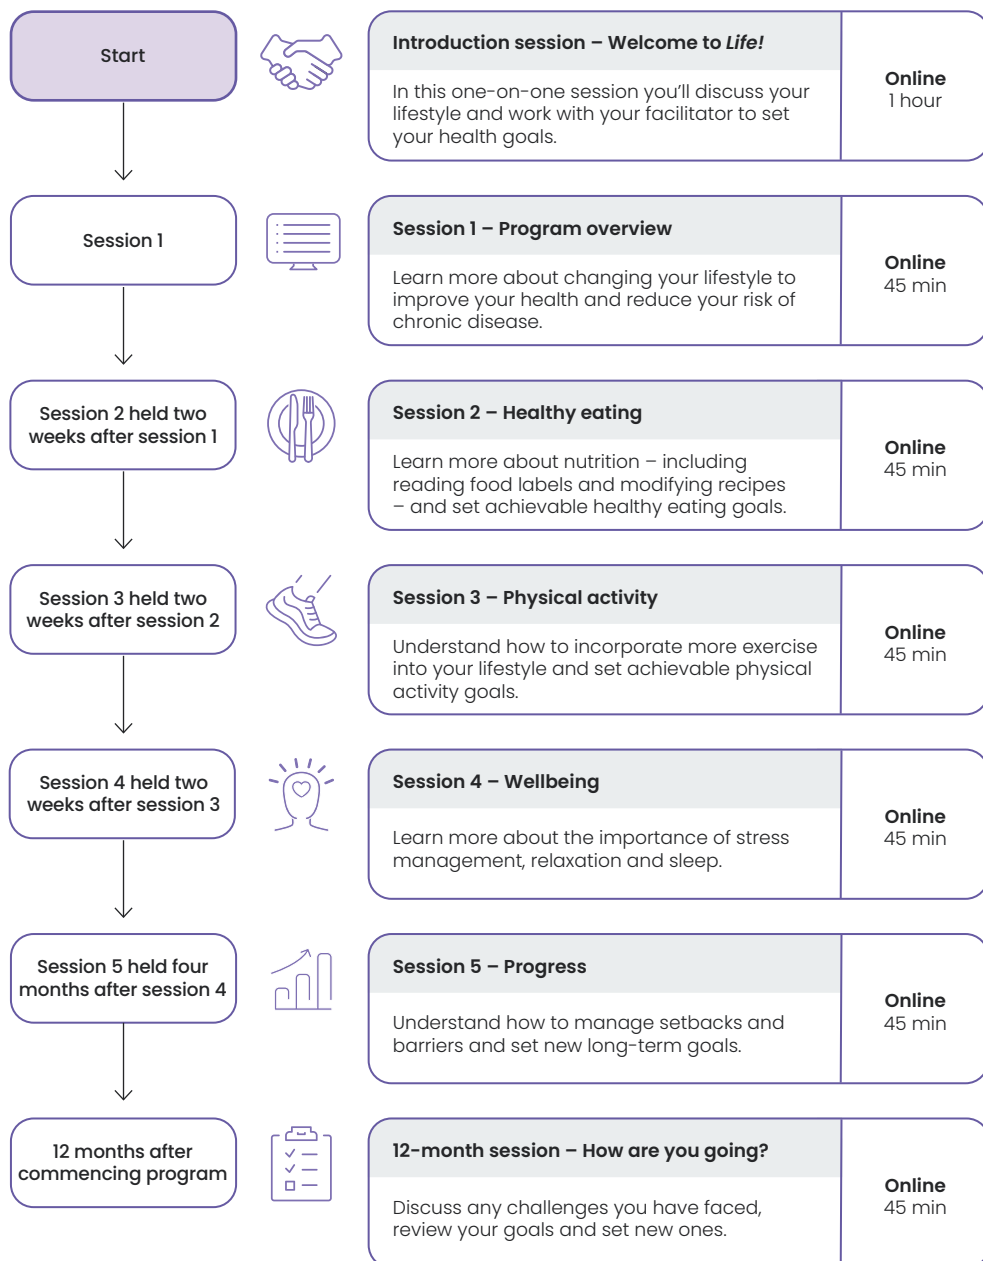 Start
Introduction session – Welcome to Life!
In this one-on-one session you'll discuss your
lifestyle and work with your facilitator to set
your health goals.
Online
1 hour
Session 1
Session 1 – Program overview
Learn more about changing your lifestyle to
improve your health and reduce your risk of
chronic disease.
Online
45 min
Session 2 held two
weeks after session 1
Session 2 – Healthy eating
Learn more about nutrition – including
reading food labels and modifying recipes
– and set achievable healthy eating goals.
Online
45 min
Session 3 held two
weeks after session 2
Session 3 – Physical activity
Understand how to incorporate more exercise
into your lifestyle and set achievable physical
activity goals.
Online
45 min
Session 4 held two
weeks after session 3
Session 4 – Wellbeing
Learn more about the importance of stress
management, relaxation and sleep.
Online
45 min
Session 5 held four
months after session 4
Session 5 – Progress
Understand how to manage setbacks and
barriers and set new long-term goals.
Online
45 min
12 months after
commencing program
12-month session – How are you going?
Discuss any challenges you have faced,
review your goals and set new ones.
Online
45 min